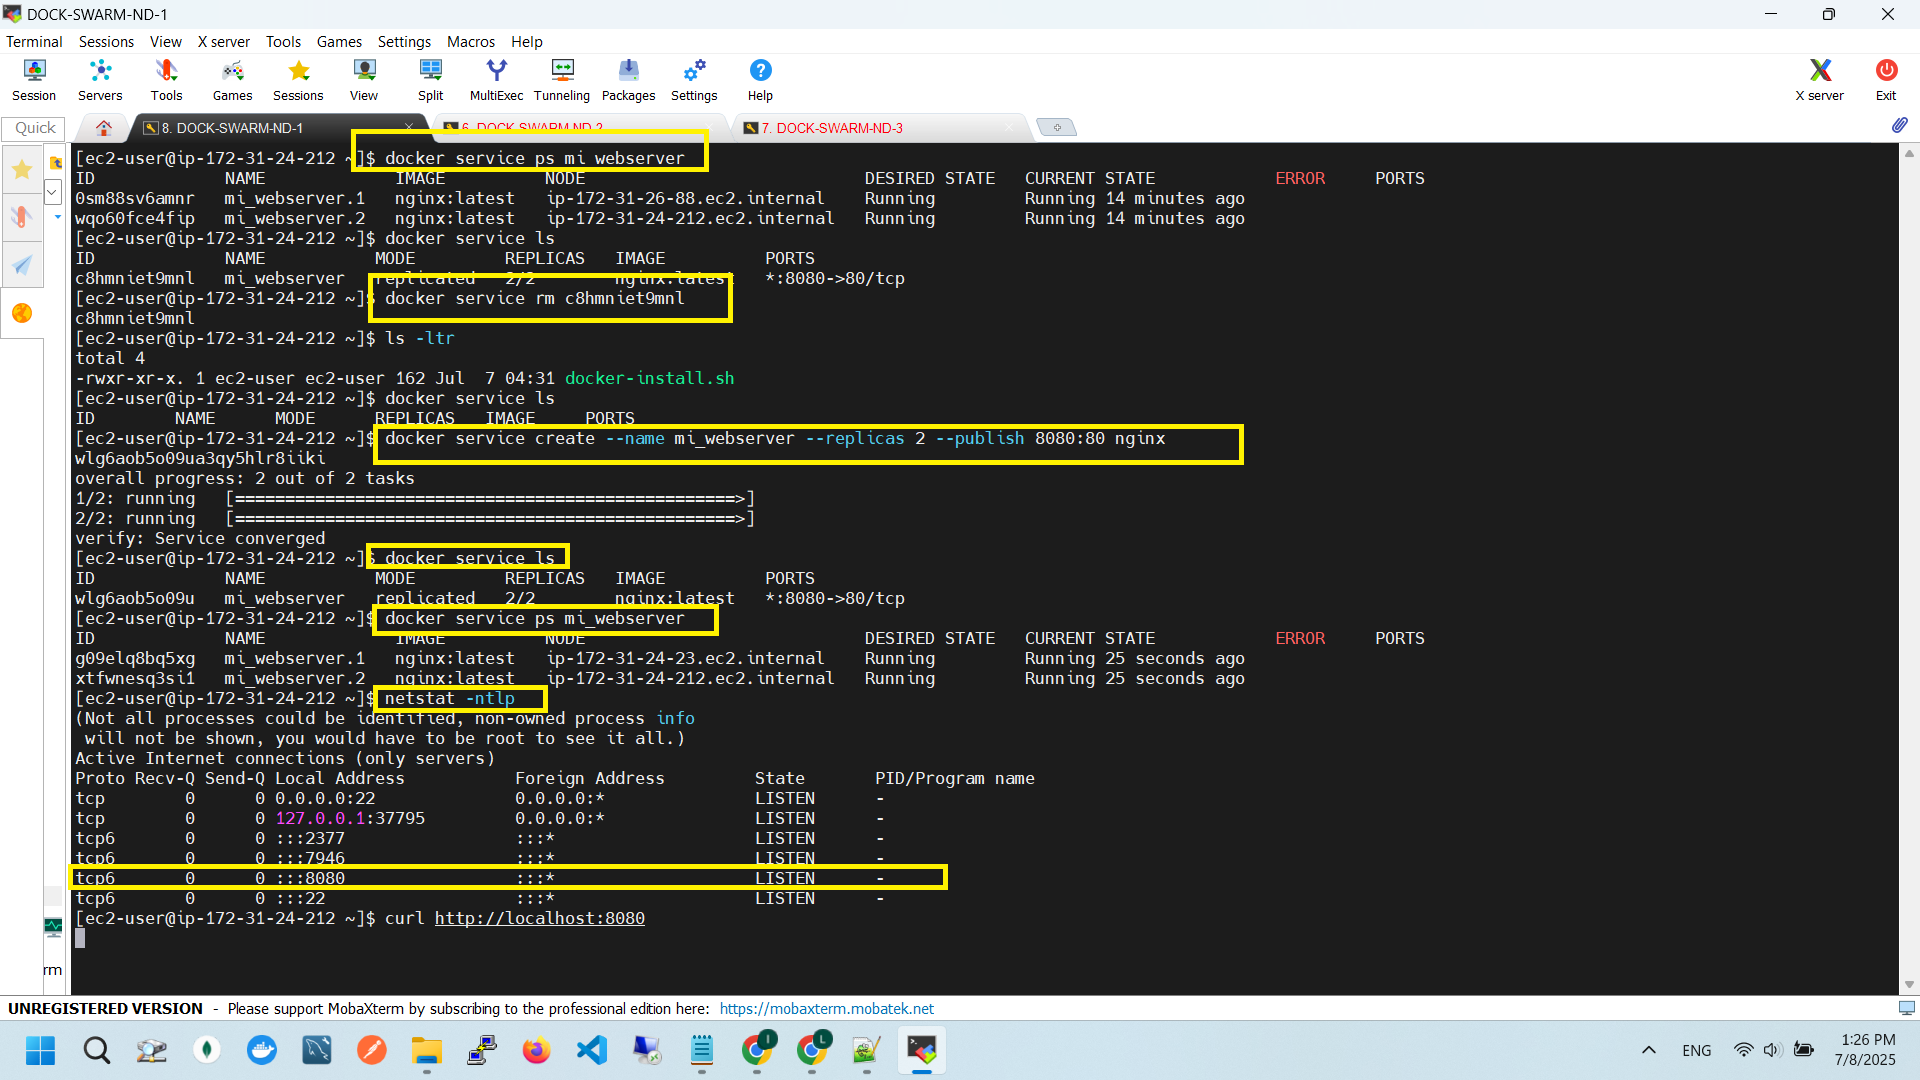 DOCK-SWARM-ND-1
Terminal Sessions View X server Tools Games Settings Macros Help
Session Servers Tools Games Sessions View Split MultiExec Tunneling Packages Settings Help X server Exit
Quick 8. DOCK-SWARM-ND-1 6. DOCK-SWARM-ND-2 7. DOCK-SWARM-ND-3
[ec2-user@ip-172-31-24-212 ~]$ docker service ps mi_webserver
ID NAME IMAGE NODE DESIRED STATE CURRENT STATE ERROR PORTS
0sm88sv6amnr mi_webserver.1 nginx:latest ip-172-31-26-88.ec2.internal Running Running 14 minutes ago
wqo60fce4fip mi_webserver.2 nginx:latest ip-172-31-24-212.ec2.internal Running Running 14 minutes ago
[ec2-user@ip-172-31-24-212 ~]$ docker service ls
ID NAME MODE REPLICAS IMAGE PORTS
c8hmniet9mnl mi_webserver replicated 2/2 nginx:latest *:8080->80/tcp
[ec2-user@ip-172-31-24-212 ~]$ docker service rm c8hmniet9mnl
c8hmniet9mnl
[ec2-user@ip-172-31-24-212 ~]$ ls -ltr
total 4
-rwxr-xr-x. 1 ec2-user ec2-user 162 Jul  7 04:31 docker-install.sh
[ec2-user@ip-172-31-24-212 ~]$ docker service ls
ID NAME MODE REPLICAS IMAGE PORTS
[ec2-user@ip-172-31-24-212 ~]$ docker service create --name mi_webserver --replicas 2 --publish 8080:80 nginx
wlg6aob5o09ua3qy5hlr8iiki
overall progress: 2 out of 2 tasks
1/2: running [==================================================>]
2/2: running [==================================================>]
verify: Service converged
[ec2-user@ip-172-31-24-212 ~]$ docker service ls
ID NAME MODE REPLICAS IMAGE PORTS
wlg6aob5o09u mi_webserver replicated 2/2 nginx:latest *:8080->80/tcp
[ec2-user@ip-172-31-24-212 ~]$ docker service ps mi_webserver
ID NAME IMAGE NODE DESIRED STATE CURRENT STATE ERROR PORTS
g09elq8bq5xg mi_webserver.1 nginx:latest ip-172-31-24-23.ec2.internal Running Running 25 seconds ago
xtfwnesq3si1 mi_webserver.2 nginx:latest ip-172-31-24-212.ec2.internal Running Running 25 seconds ago
[ec2-user@ip-172-31-24-212 ~]$ netstat -ntlp
(Not all processes could be identified, non-owned process info
will not be shown, you would have to be root to see it all.)
Active Internet connections (only servers)
Proto Recv-Q Send-Q Local Address Foreign Address State PID/Program name
tcp 0 0 0.0.0.0:22 0.0.0.0:* LISTEN -
tcp 0 0 127.0.0.1:37795 0.0.0.0:* LISTEN -
tcp6 0 0 :::2377 :::* LISTEN -
tcp6 0 0 :::7946 :::* LISTEN -
tcp6 0 0 :::8080 :::* LISTEN -
tcp6 0 0 :::22 :::* LISTEN -
[ec2-user@ip-172-31-24-212 ~]$ curl http://localhost:8080
rm
UNREGISTERED VERSION - Please support MobaXterm by subscribing to the professional edition here: https://mobaxterm.mobatek.net
I L ENG 1:26 PM
7/8/2025